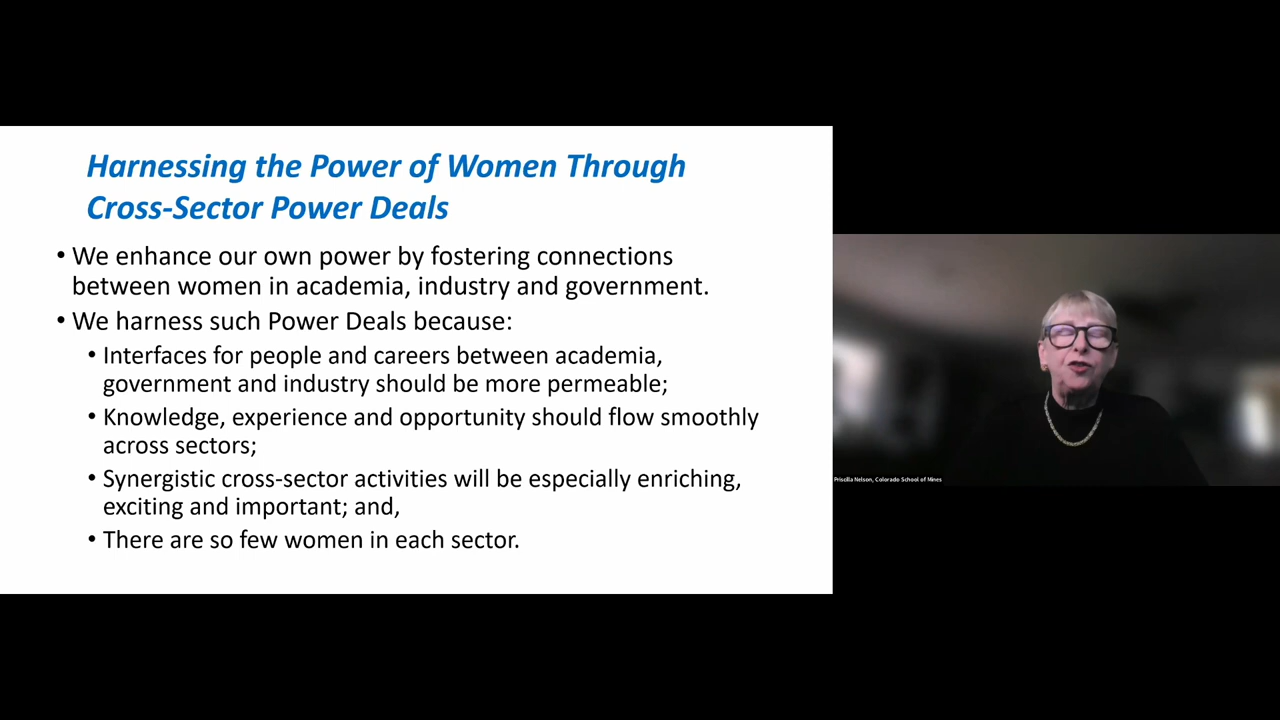 Harnessing the Power of Women Through
Cross-Sector Power Deals
• We enhance our own power by fostering connections
between women in academia, industry and government.
• We harness such Power Deals because:
• Interfaces for people and careers between academia,
government and industry should be more permeable;
• Knowledge, experience and opportunity should flow smoothly
across sectors;
• Synergistic cross-sector activities will be especially enriching,
exciting and important; and,
• There are so few women in each sector.
Priscilla Nelson, Colorado School of Mines